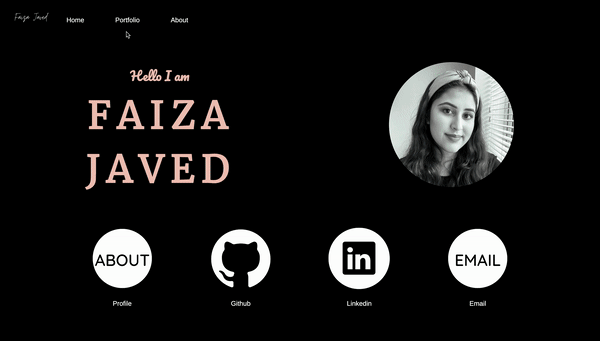 Faiza Javed Home Portfolio About
Hello I am
FAIZA
JAVED
ABOUT
in
EMAIL
Profile
Github
Linkedin
Email